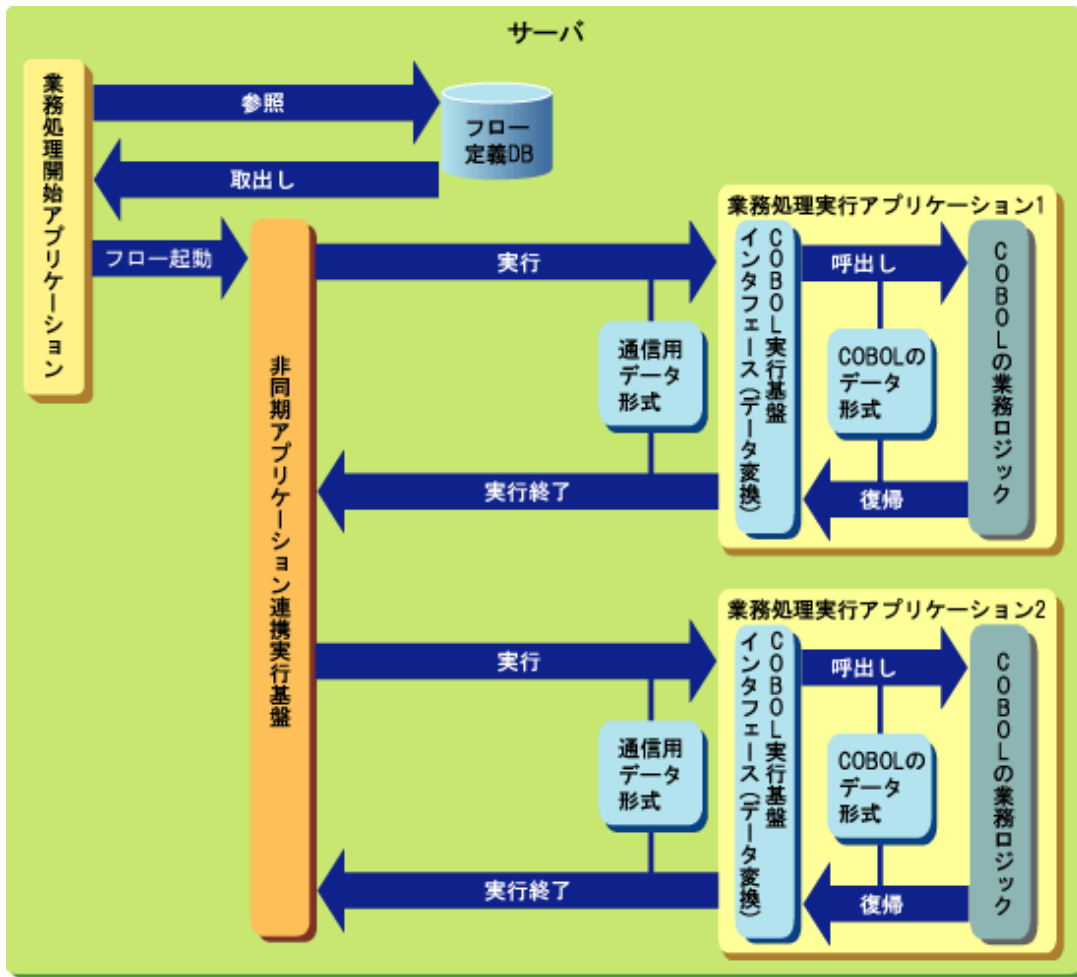 サーバ
業務処理開始アプリケーション
参照
フロー
定義DB
取出し
フロー起動
非同期アプリケーション連携実行基盤
業務処理実行アプリケーション1
実行
通信用
データ
形式
実行終了
COBOL実行基盤
インタフェース(データ変換)
呼出し
COBOLの
データ
形式
復帰
COBOLの業務ロジック
業務処理実行アプリケーション2
実行
通信用
データ
形式
実行終了
COBOL実行基盤
インタフェース(データ変換)
呼出し
COBOLの
データ
形式
復帰
COBOLの業務ロジック